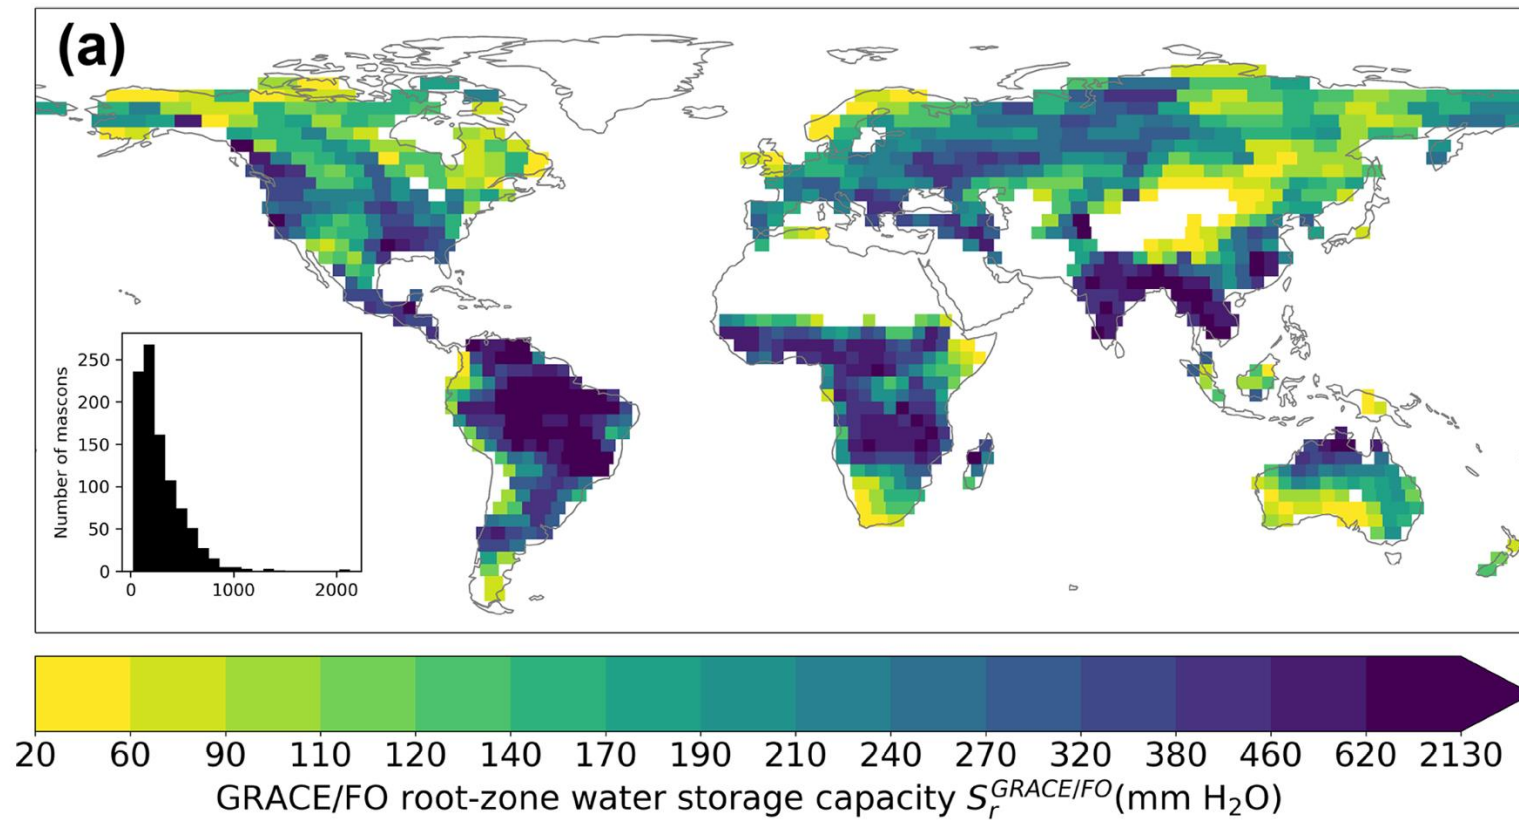 (a)
Number of mascons
250
200
150
100
50
0
0 1000 2000
20 60 90 110 120 140 170 190 210 240 270 320 380 460 620 2130
GRACE/FO root-zone water storage capacity S_r^{GRACE/FO}(mm H₂O)